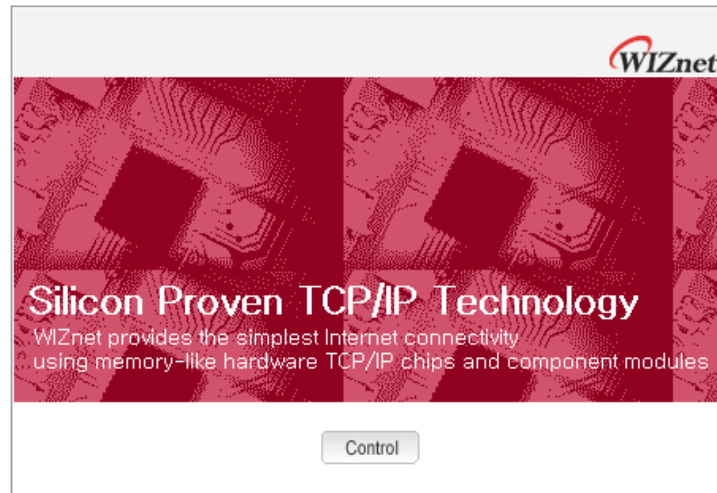 WIZnet
Silicon Proven TCP/IP Technology
WIZnet provides the simplest Internet connectivity
using memory-like hardware TCP/IP chips and component modules
Control